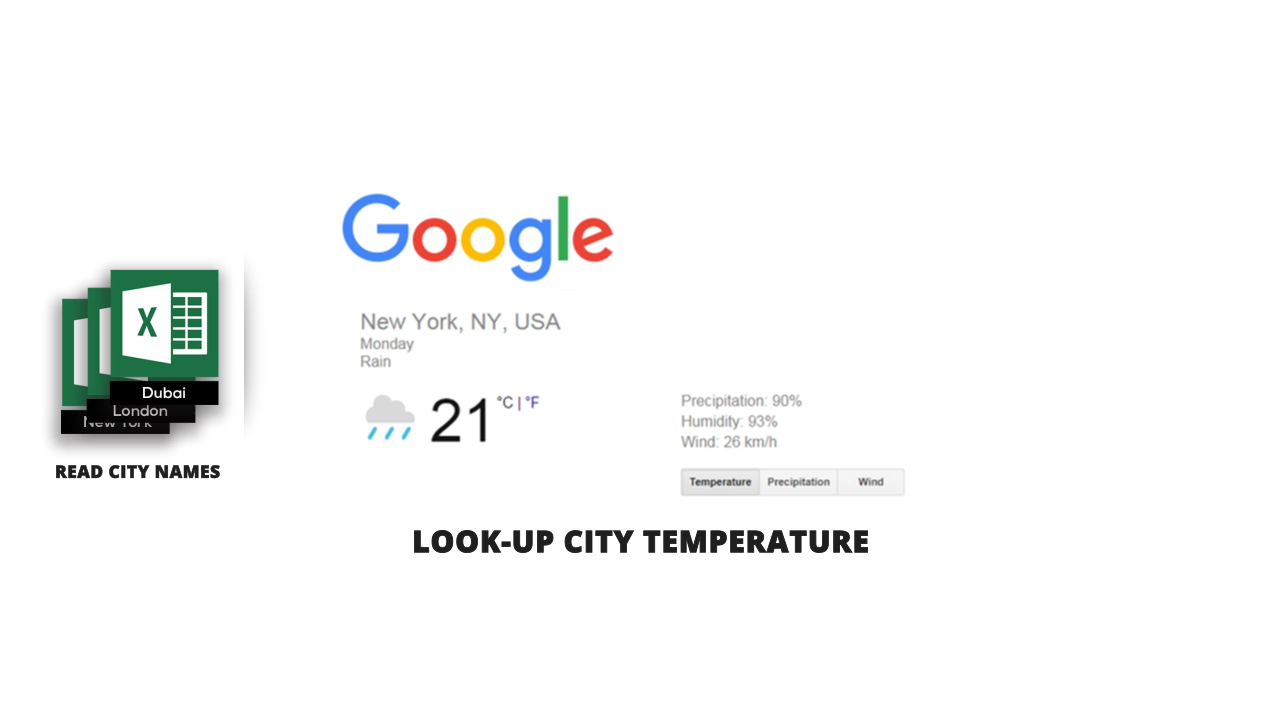 Google
New York, NY, USA
Monday
Rain
21 °C | °F
Precipitation: 90%
Humidity: 93%
Wind: 26 km/h
Temperature Precipitation Wind
X
Dubai
London
New York
READ CITY NAMES
LOOK-UP CITY TEMPERATURE